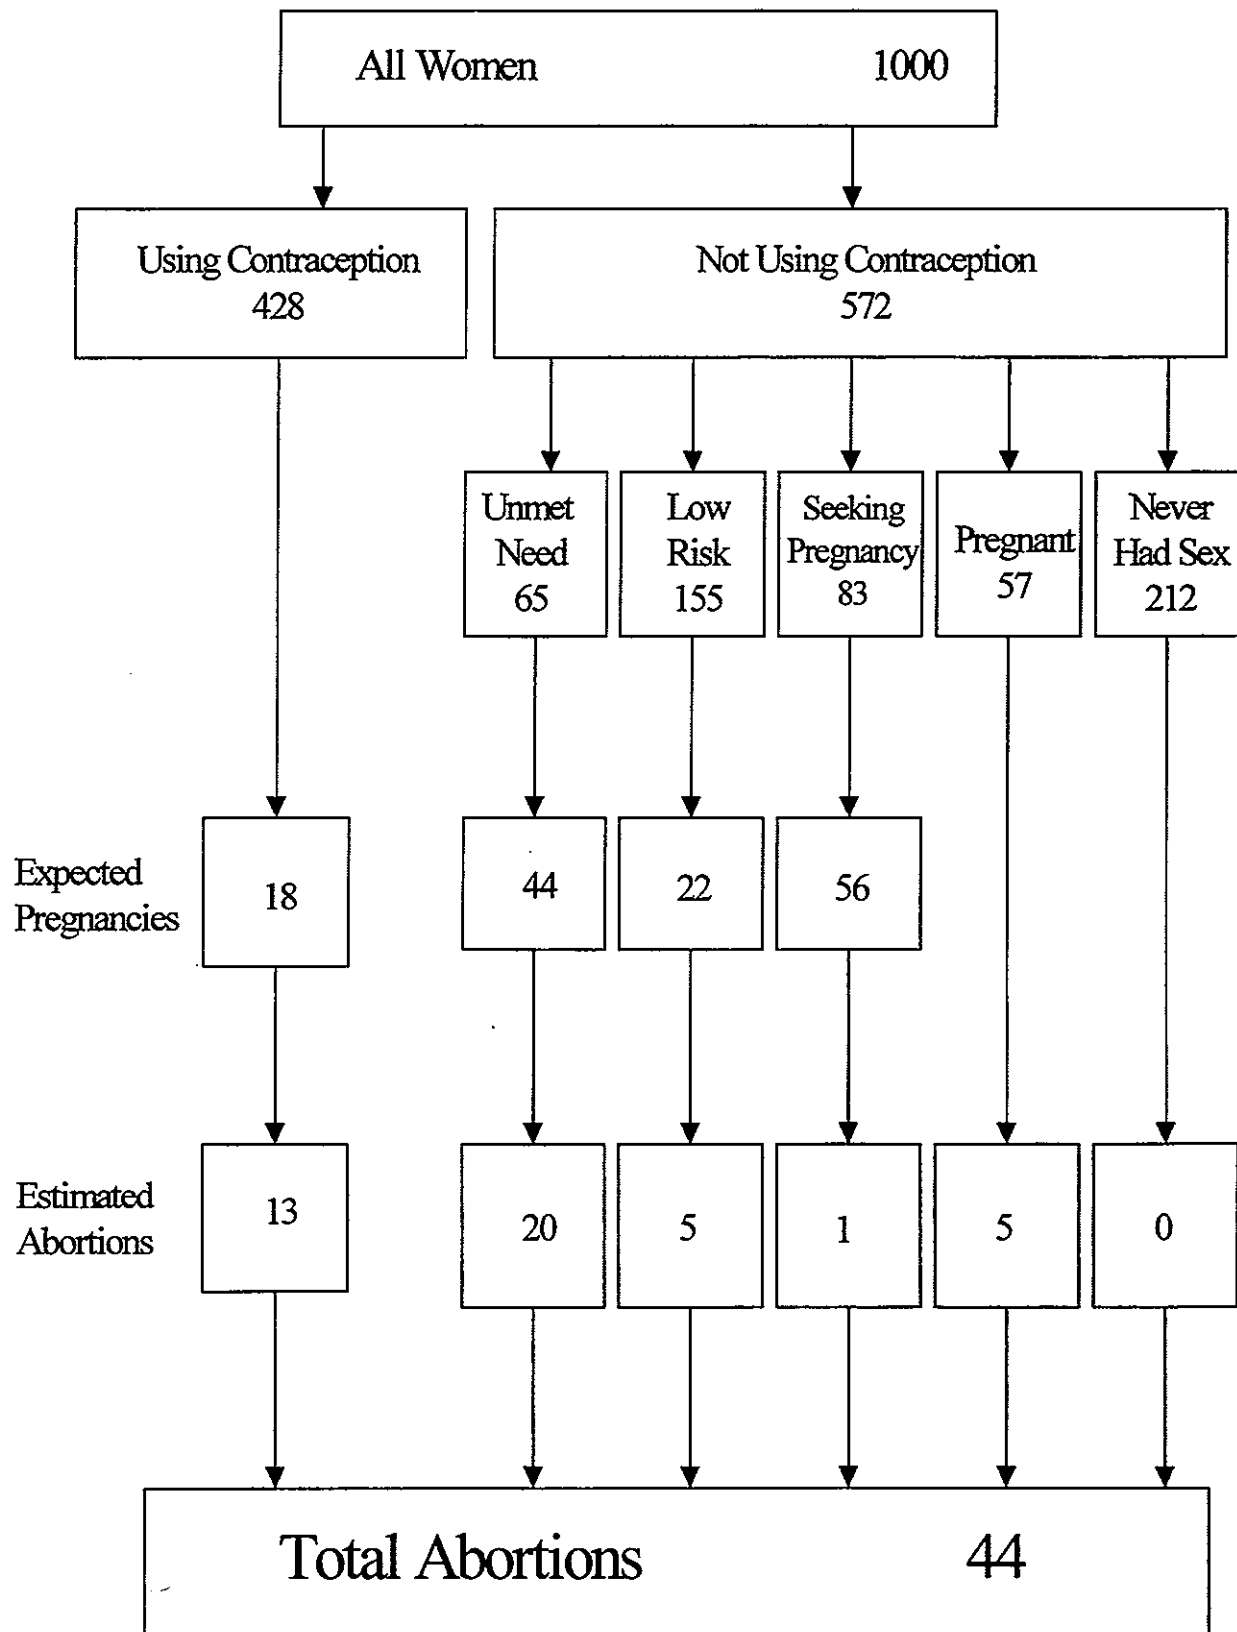 All Women 1000
Using Contraception
428
Not Using Contraception
572
Unmet
Need
65
Low
Risk
155
Seeking
Pregnancy
83
Pregnant
57
Never
Had Sex
212
Expected
Pregnancies
18
44
22
56
Estimated
Abortions
13
20
5
1
5
0
Total Abortions 44